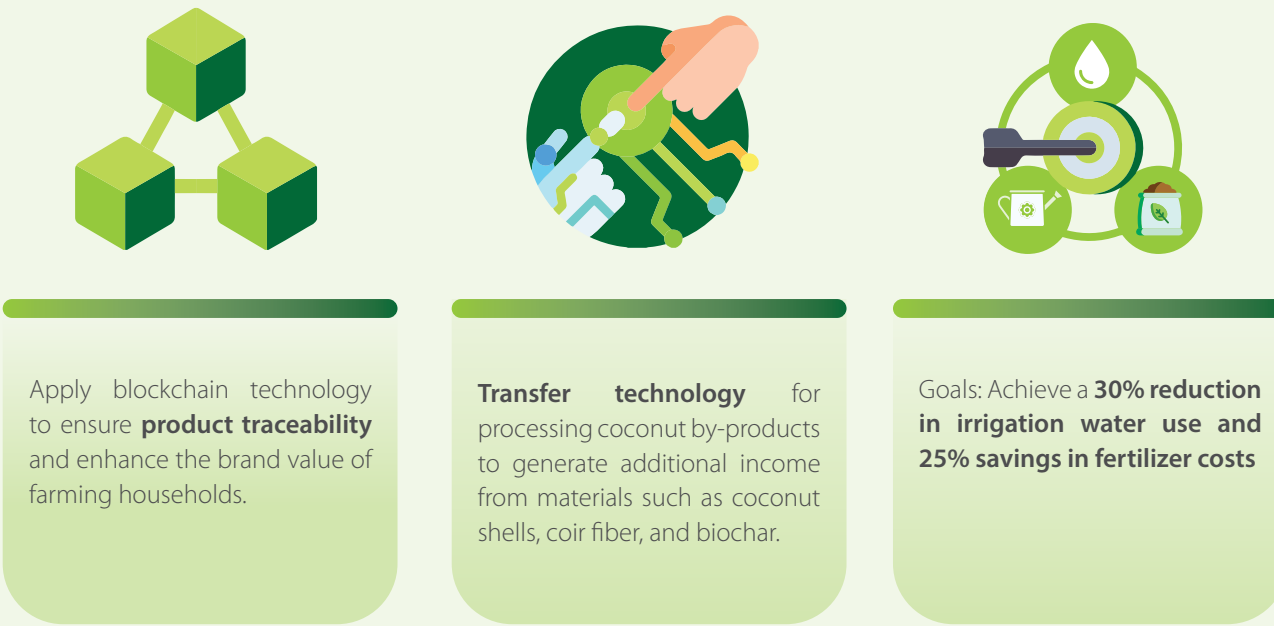 Apply blockchain technology
to ensure product traceability
and enhance the brand value of
farming households.
Transfer technology for
processing coconut by-products
to generate additional income
from materials such as coconut
shells, coir fiber, and biochar.
Goals: Achieve a 30% reduction
in irrigation water use and
25% savings in fertilizer costs